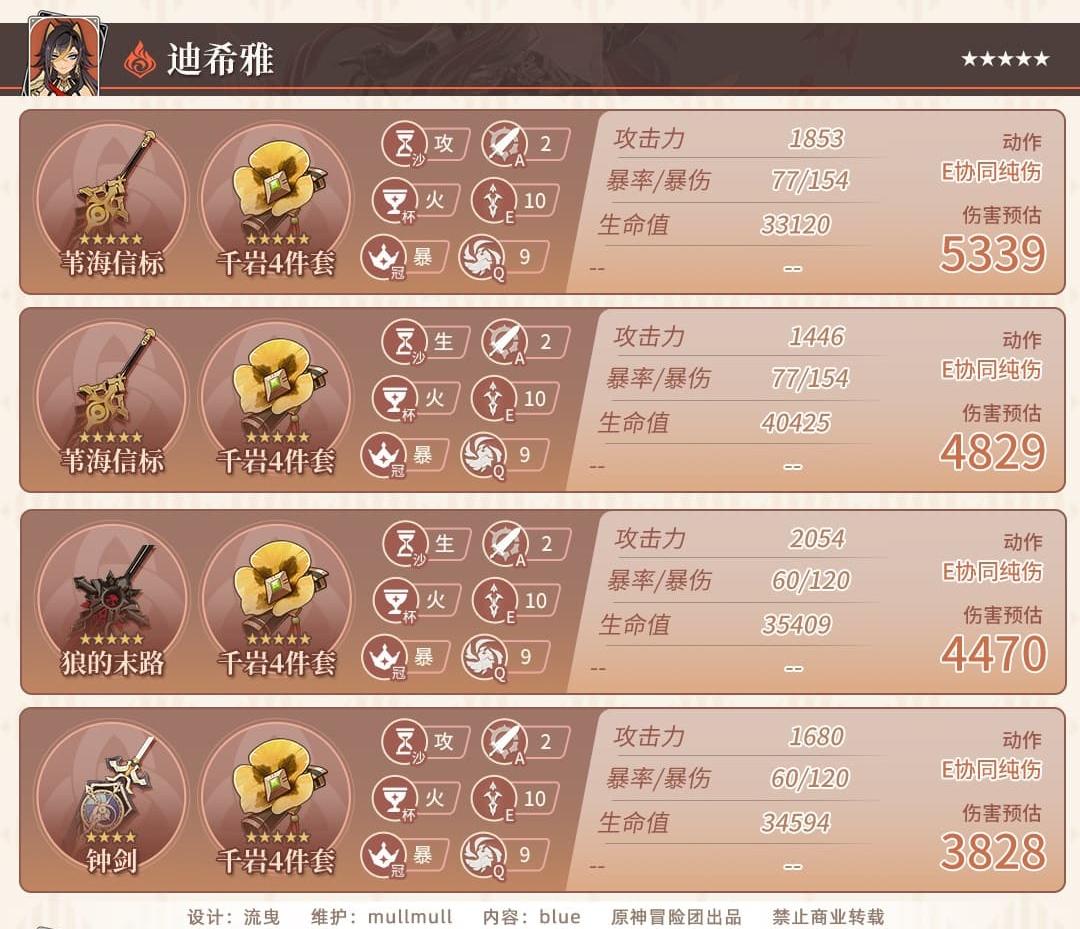 迪希雅
★★★★★
沙 攻 A 2
杯 火 E 10
冠 暴 Q 9
★★★★★ ★★★★★
苇海信标 千岩4件套
攻击力 1853
暴率/暴伤 77/154
生命值 33120
-- --
动作
E协同纯伤
伤害预估
5339
沙 生 A 2
杯 火 E 10
冠 暴 Q 9
★★★★★ ★★★★★
苇海信标 千岩4件套
攻击力 1446
暴率/暴伤 77/154
生命值 40425
-- --
动作
E协同纯伤
伤害预估
4829
沙 生 A 2
杯 火 E 10
冠 暴 Q 9
★★★★★ ★★★★★
狼的末路 千岩4件套
攻击力 2054
暴率/暴伤 60/120
生命值 35409
-- --
动作
E协同纯伤
伤害预估
4470
沙 攻 A 2
杯 火 E 10
冠 暴 Q 9
★★★★ ★★★★★
钟剑 千岩4件套
攻击力 1680
暴率/暴伤 60/120
生命值 34594
-- --
动作
E协同纯伤
伤害预估
3828
设计：流曳 维护：mullmull 内容：blue 原神冒险团出品 禁止商业转载